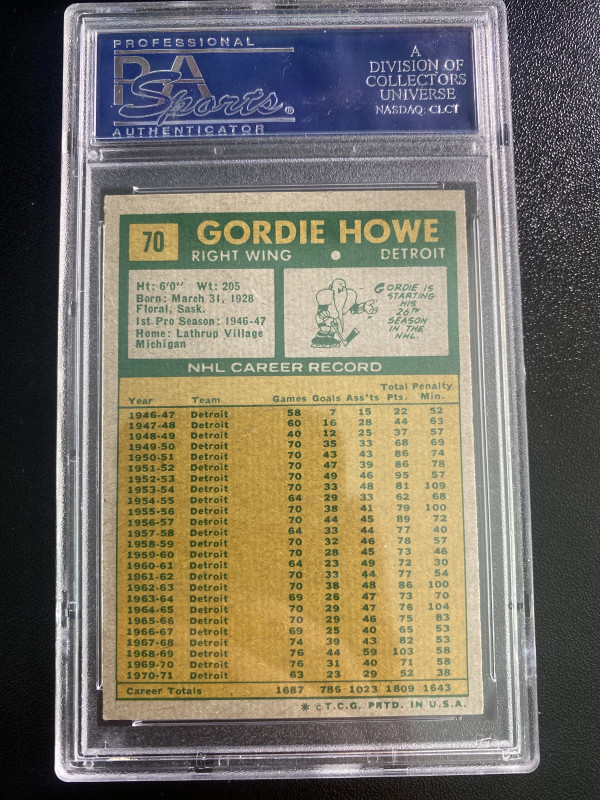 PROFESSIONAL
PSA
Sports®
AUTHENTICATOR
A
DIVISION OF
COLLECTORS
UNIVERSE
NASDAQ: CLCT
70
GORDIE HOWE
RIGHT WING • DETROIT
Ht: 6'0" Wt: 205
Born: March 31, 1928
Floral, Sask.
1st Pro Season: 1946-47
Home: Lathrup Village
Michigan
GORDIE IS
STARTING
HIS
26TH
SEASON
IN THE
NHL.
NHL CAREER RECORD
Year Team Games Goals Ass'ts Total Pts. Penalty Min.
1946-47 Detroit 58 7 15 22 52
1947-48 Detroit 60 16 28 44 63
1948-49 Detroit 40 12 25 37 57
1949-50 Detroit 70 35 33 68 69
1950-51 Detroit 70 43 43 86 74
1951-52 Detroit 70 47 39 86 78
1952-53 Detroit 70 49 46 95 57
1953-54 Detroit 70 33 48 81 109
1954-55 Detroit 64 29 33 62 68
1955-56 Detroit 70 38 41 79 100
1956-57 Detroit 70 44 45 89 72
1957-58 Detroit 64 33 44 77 40
1958-59 Detroit 70 32 46 78 57
1959-60 Detroit 70 28 45 73 46
1960-61 Detroit 64 23 49 72 30
1961-62 Detroit 70 33 44 77 54
1962-63 Detroit 70 38 48 86 100
1963-64 Detroit 69 26 47 73 70
1964-65 Detroit 70 29 47 76 104
1965-66 Detroit 70 29 46 75 83
1966-67 Detroit 69 25 40 65 53
1967-68 Detroit 74 39 43 82 53
1968-69 Detroit 76 44 59 103 58
1969-70 Detroit 76 31 40 71 58
1970-71 Detroit 63 23 29 52 38
Career Totals 1687 786 1023 1809 1643
* © T.C.G. PRTD. IN U.S.A.